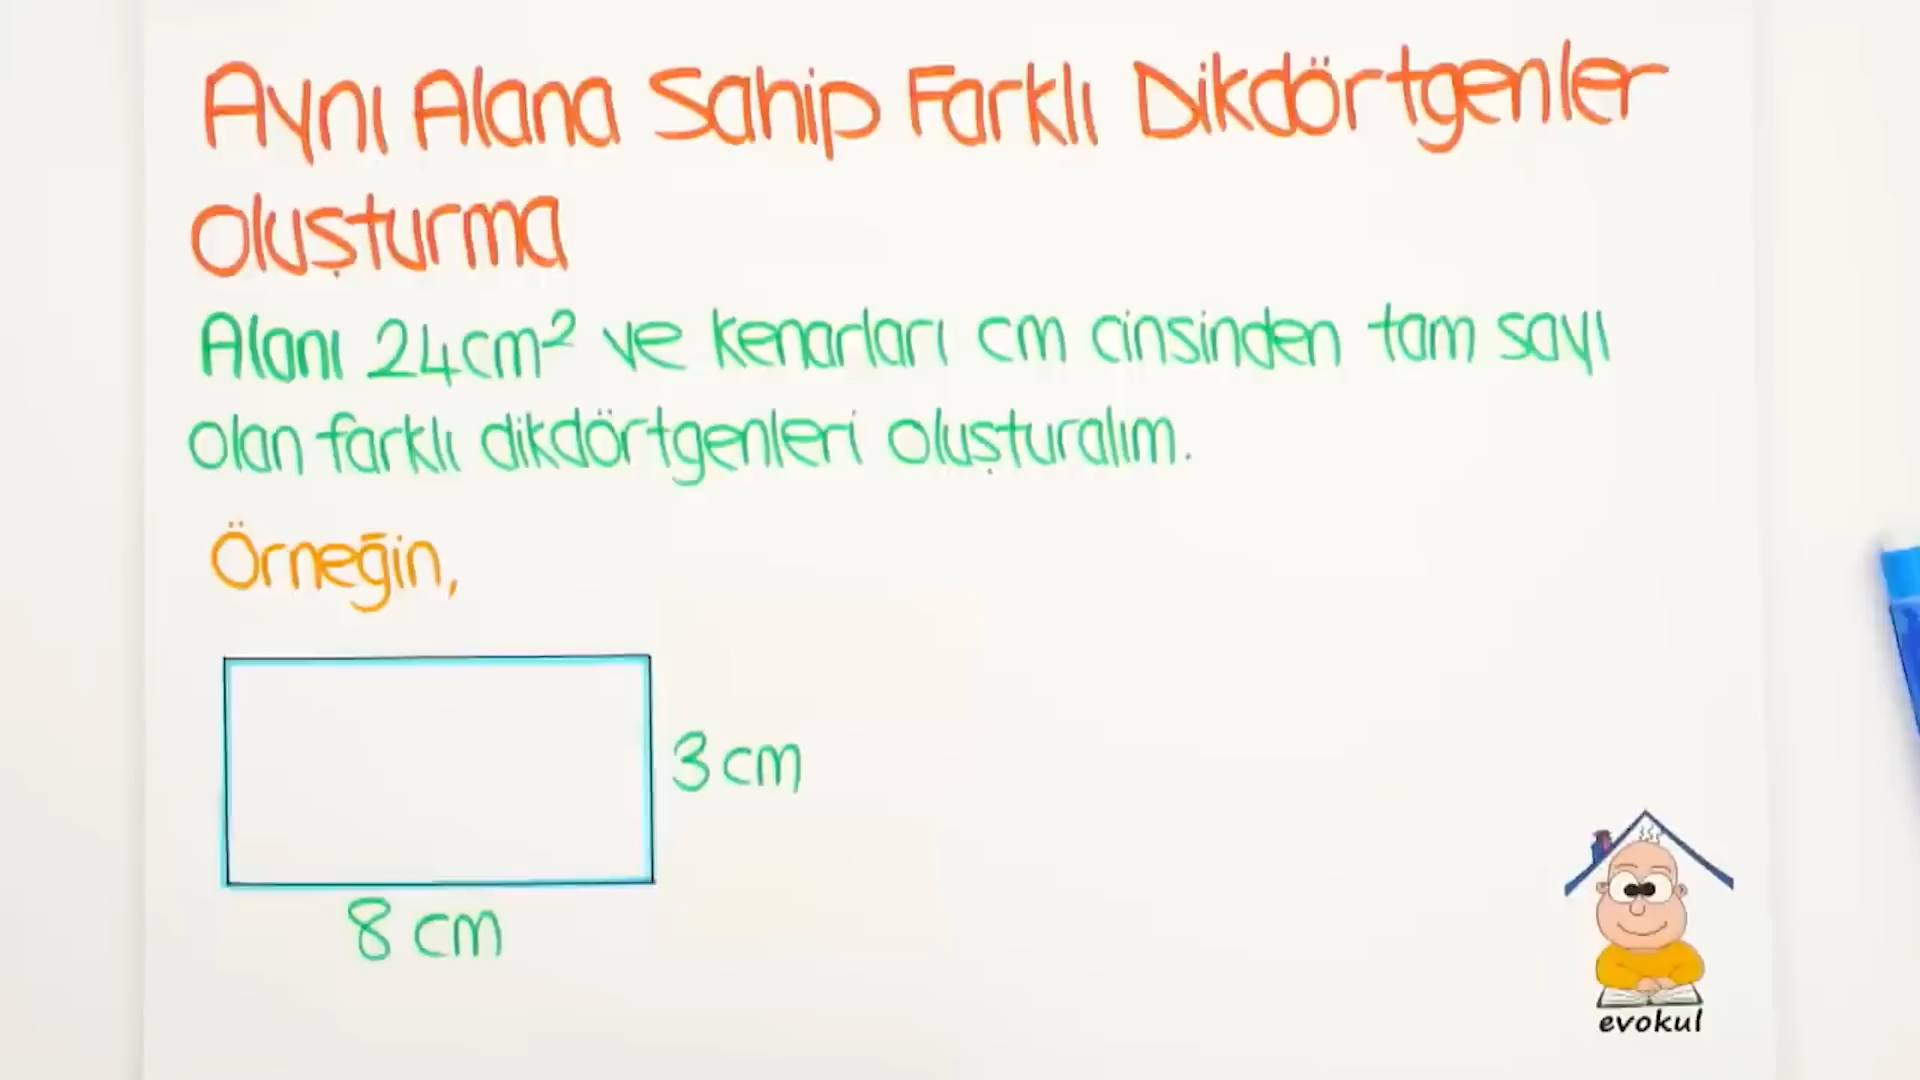 Aynı Alana Sahip Farklı Dikdörtgenler
Oluşturma
Alanı 24cm² ve kenarları cm cinsinden tam sayı
olan farklı dikdörtgenleri oluşturalım.
Örneğin,
3 cm
8 cm
evokul